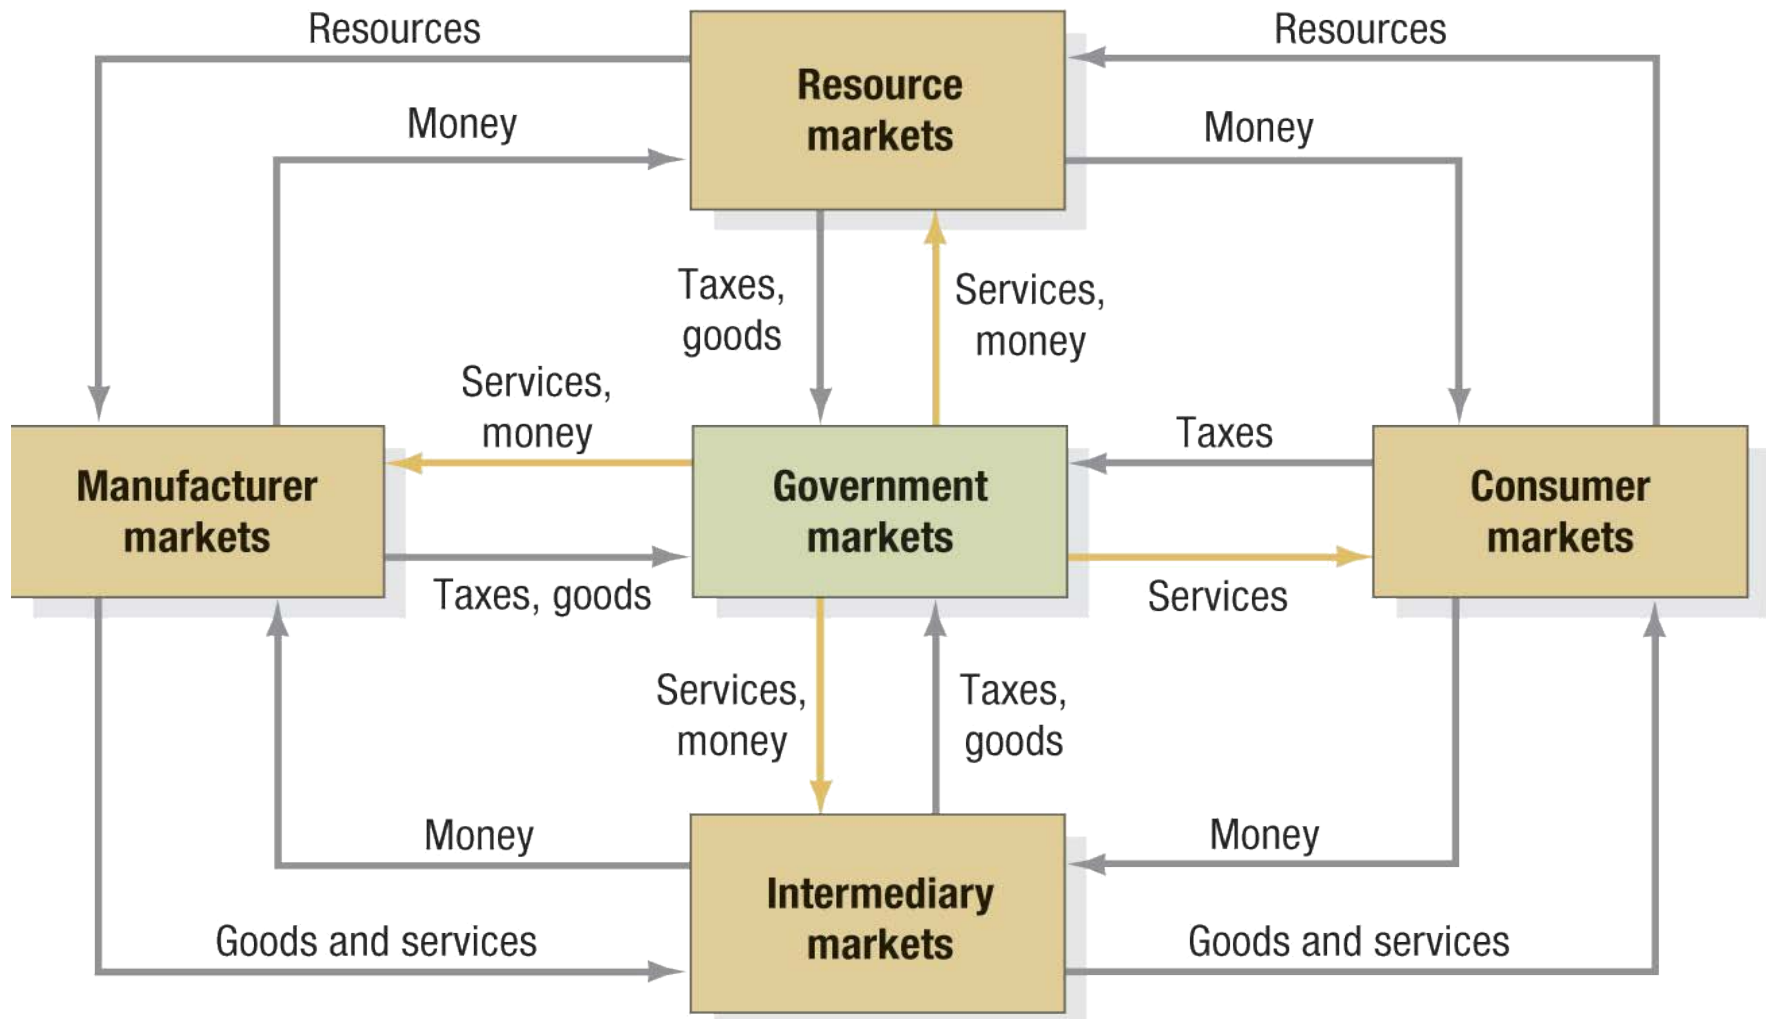 Resources
Resources
Resource
markets
Money
Money
Taxes,
goods
Services,
money
Services,
money
Taxes
Manufacturer
markets
Government
markets
Consumer
markets
Taxes, goods
Services
Services,
money
Taxes,
goods
Money
Money
Intermediary
markets
Goods and services
Goods and services